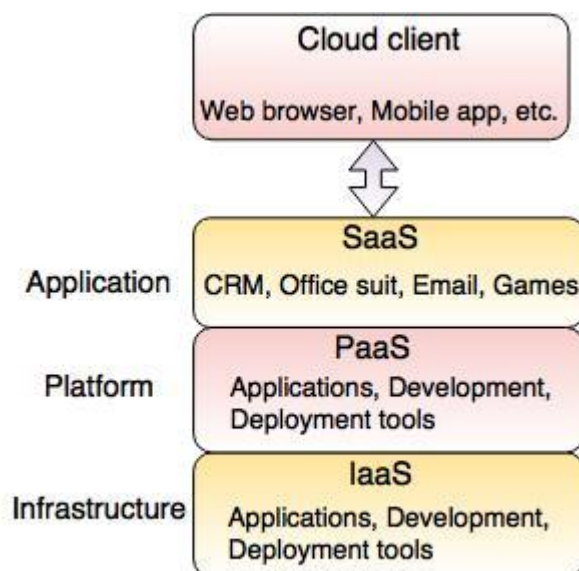 Cloud client
Web browser, Mobile app, etc.
SaaS
Application
CRM, Office suit, Email, Games
PaaS
Platform
Applications, Development,
Deployment tools
IaaS
Infrastructure
Applications, Development,
Deployment tools